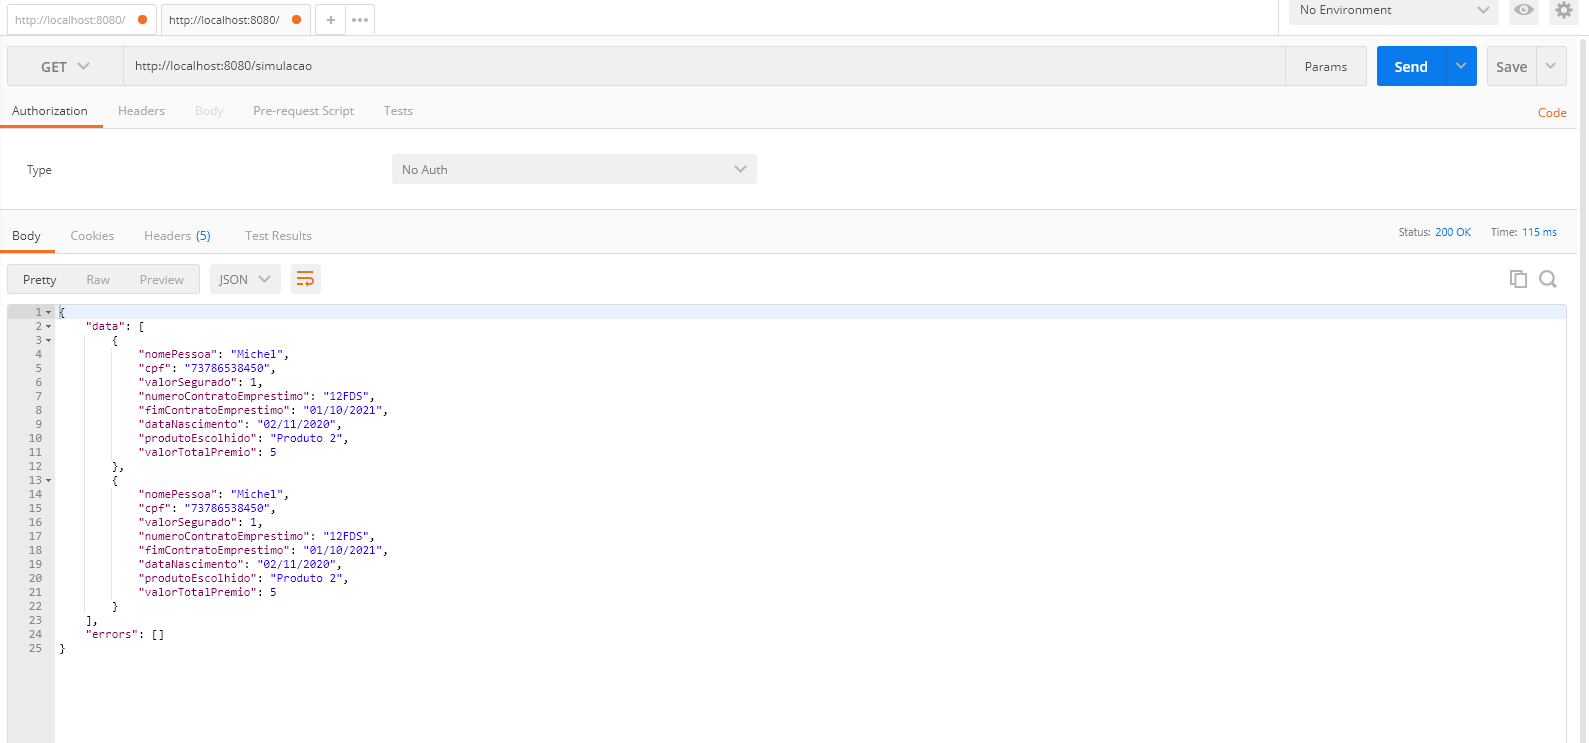 http://localhost:8080/ http://localhost:8080/ + ••• No Environment
GET http://localhost:8080/simulacao Params Send Save
Authorization Headers Body Pre-request Script Tests Code
Type No Auth
Body Cookies Headers (5) Test Results Status: 200 OK Time: 115 ms
Pretty Raw Preview JSON
1 {
2 "data": [
3 {
4 "nomePessoa": "Michel",
5 "cpf": "73786538450",
6 "valorSegurado": 1,
7 "numeroContratoEmprestimo": "12FDS",
8 "fimContratoEmprestimo": "01/10/2021",
9 "dataNascimento": "02/11/2020",
10 "produtoEscolhido": "Produto 2",
11 "valorTotalPremio": 5
12 },
13 {
14 "nomePessoa": "Michel",
15 "cpf": "73786538450",
16 "valorSegurado": 1,
17 "numeroContratoEmprestimo": "12FDS",
18 "fimContratoEmprestimo": "01/10/2021",
19 "dataNascimento": "02/11/2020",
20 "produtoEscolhido": "Produto 2",
21 "valorTotalPremio": 5
22 }
23 ],
24 "errors": []
25 }